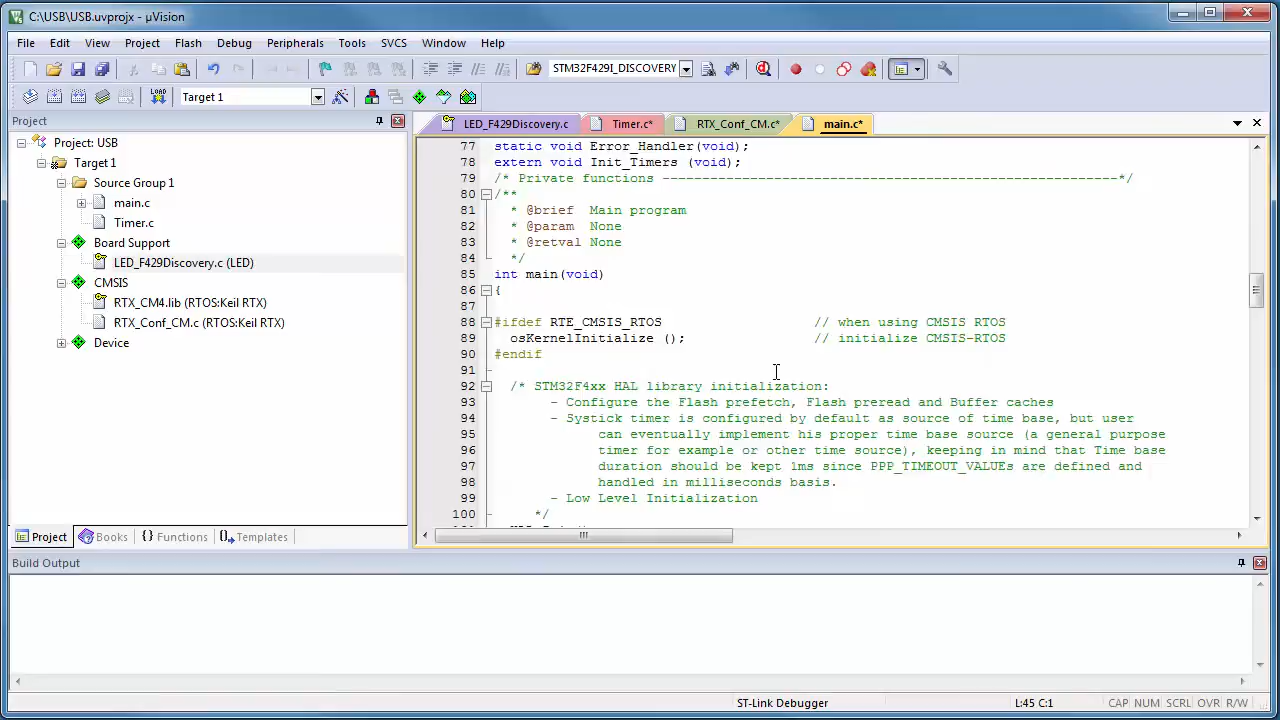 C:\USB\USB.uvprojx - µVision
File Edit View Project Flash Debug Peripherals Tools SVCS Window Help
STM32F429I_DISCOVERY
LOAD
Target 1
Project
Project: USB
Target 1
Source Group 1
main.c
Timer.c
Board Support
LED_F429Discovery.c (LED)
CMSIS
RTX_CM4.lib (RTOS:Keil RTX)
RTX_Conf_CM.c (RTOS:Keil RTX)
Device
Project Books {} Functions Templates
LED_F429Discovery.c Timer.c* RTX_Conf_CM.c* main.c*
77 static void Error_Handler(void);
78 extern void Init_Timers (void);
79 /* Private functions ---------------------------------------------------------*/
80 /**
81 * @brief Main program
82 * @param None
83 * @retval None
84 */
85 int main(void)
86 {
87
88 #ifdef RTE_CMSIS_RTOS // when using CMSIS RTOS
89 osKernelInitialize (); // initialize CMSIS-RTOS
90 #endif
91
92 /* STM32F4xx HAL library initialization:
93 - Configure the Flash prefetch, Flash preread and Buffer caches
94 - Systick timer is configured by default as source of time base, but user
95 can eventually implement his proper time base source (a general purpose
96 timer for example or other time source), keeping in mind that Time base
97 duration should be kept 1ms since PPP_TIMEOUT_VALUEs are defined and
98 handled in milliseconds basis.
99 - Low Level Initialization
100 */
Build Output
ST-Link Debugger L:45 C:1 CAP NUM SCRL OVR R/W